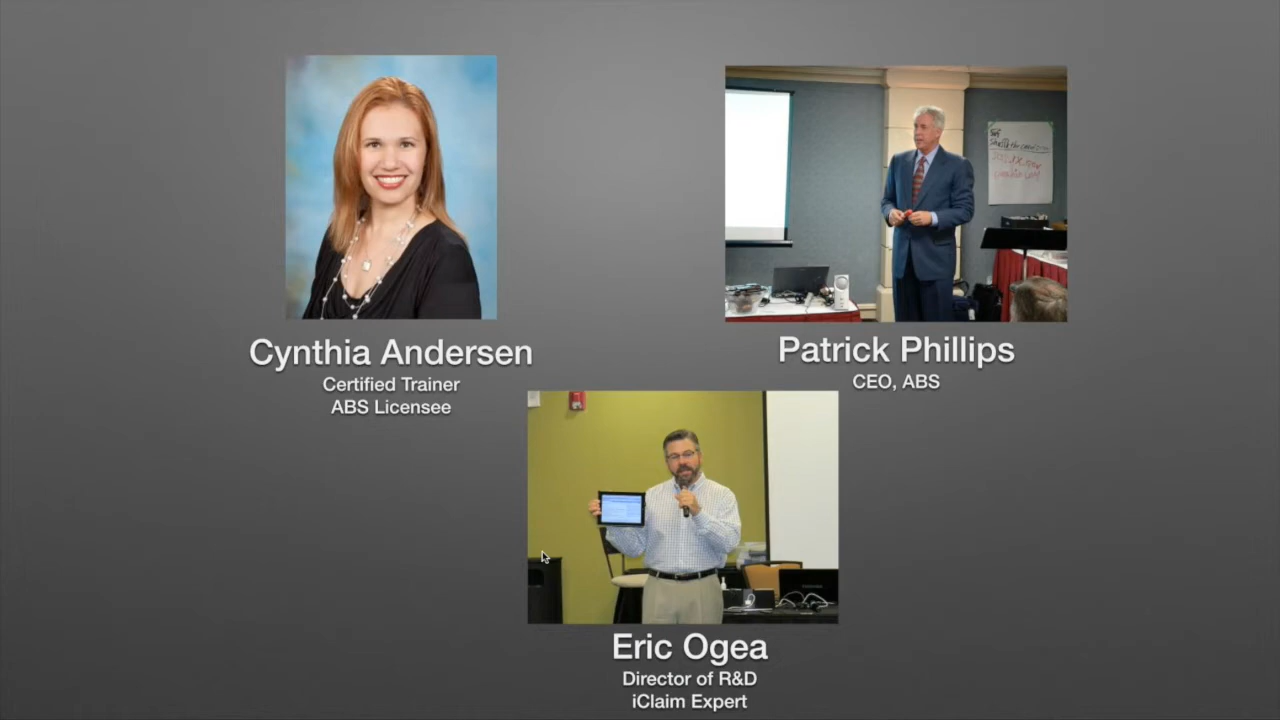 Cynthia Andersen
Certified Trainer
ABS Licensee
Patrick Phillips
CEO, ABS
Eric Ogea
Director of R&D
iClaim Expert